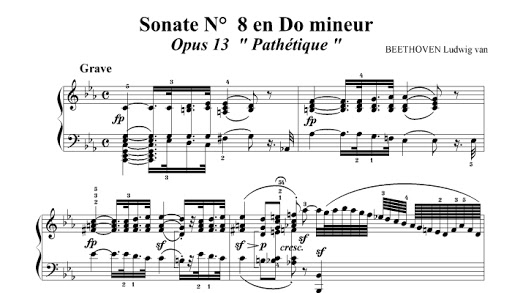 Sonate N° 8 en Do mineur
Opus 13 " Pathétique "
BEETHOVEN Ludwig van
Grave
fp
fp
fp
sf
sf > p
cresc.
sf
sf